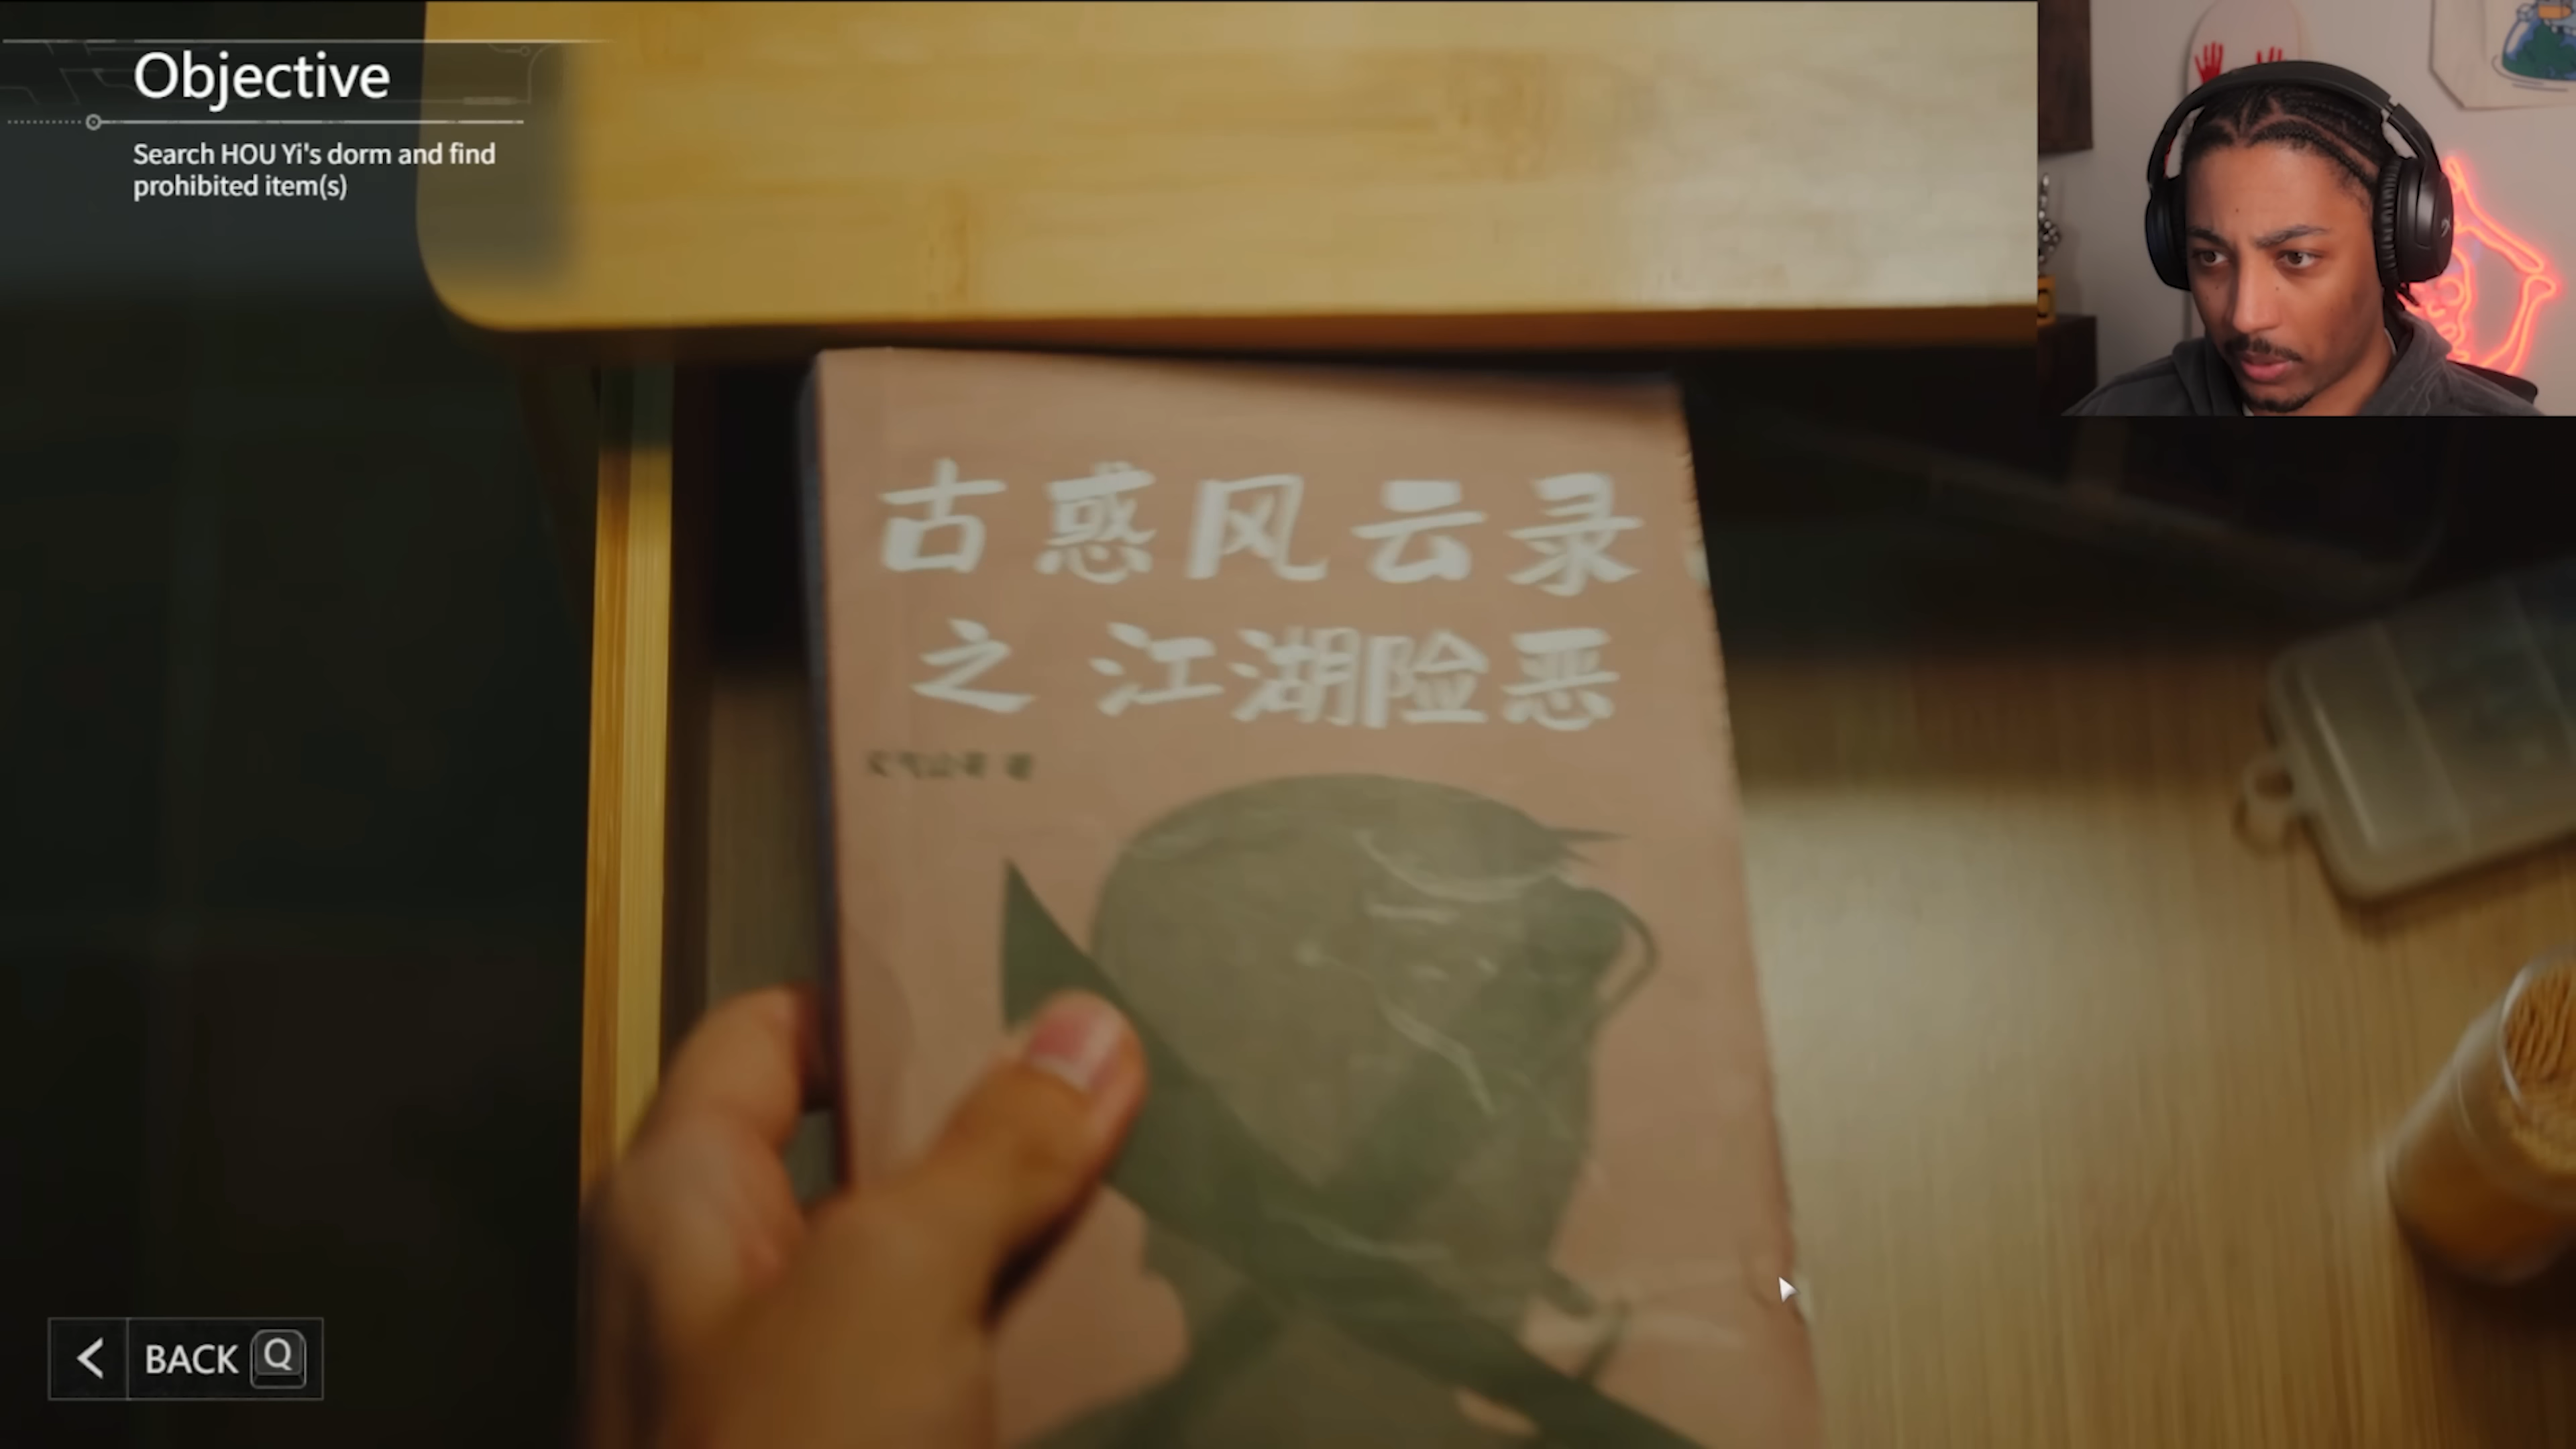 Objective
Search HOU Yi's dorm and find
prohibited item(s)
古惑风云录
之江湖险恶
BACK Q